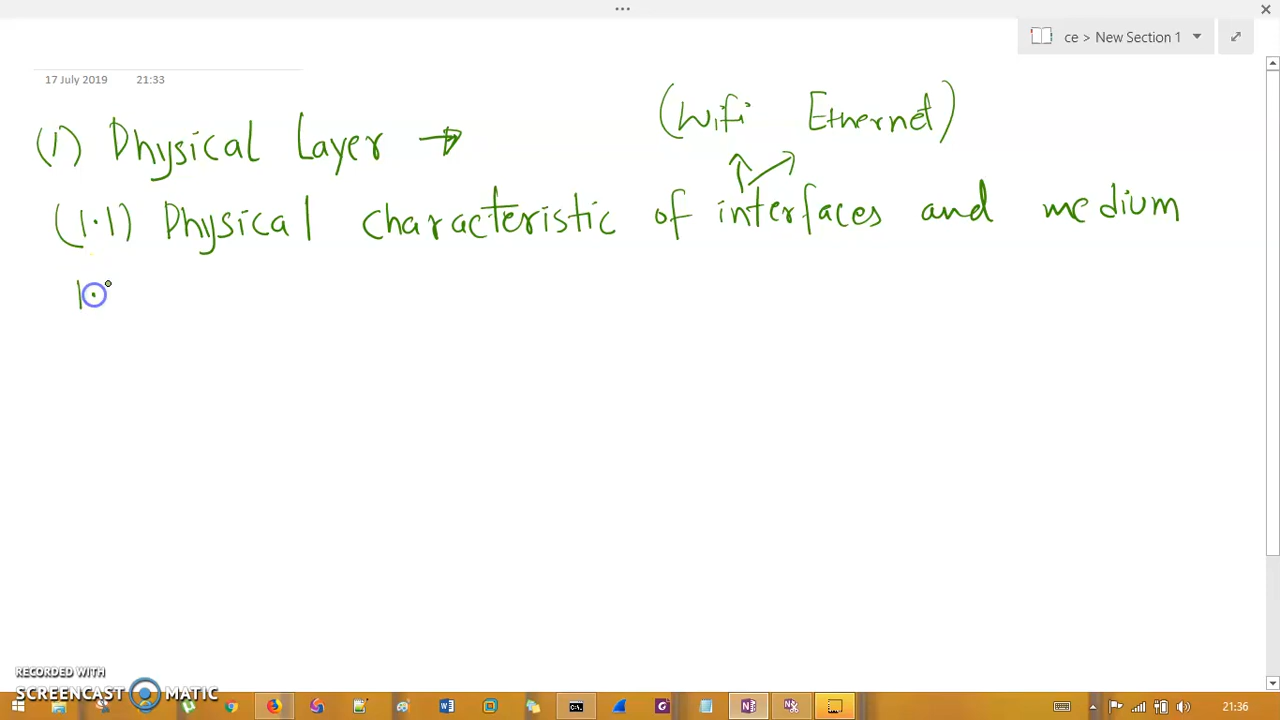 ce > New Section 1
17 July 2019 21:33
(Wifi Ethernet)
(1) Physical Layer →
(1.1) Physical characteristic of interfaces and medium
1.
RECORDED WITH
SCREENCAST MATIC
21:36